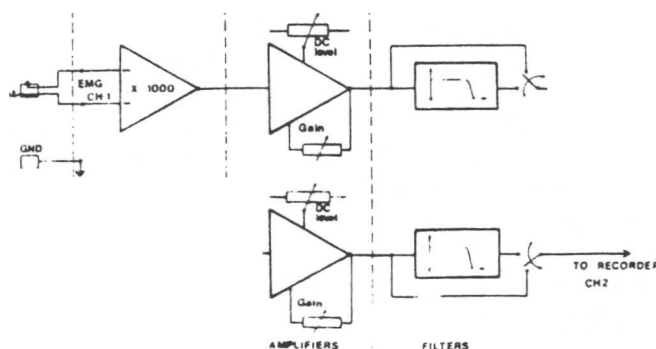 DC
level
EMG
CH 1
x 1000
Gain
GND
DC
level
Gain
TO RECORDER
CH2
AMPLIFIERS
FILTERS